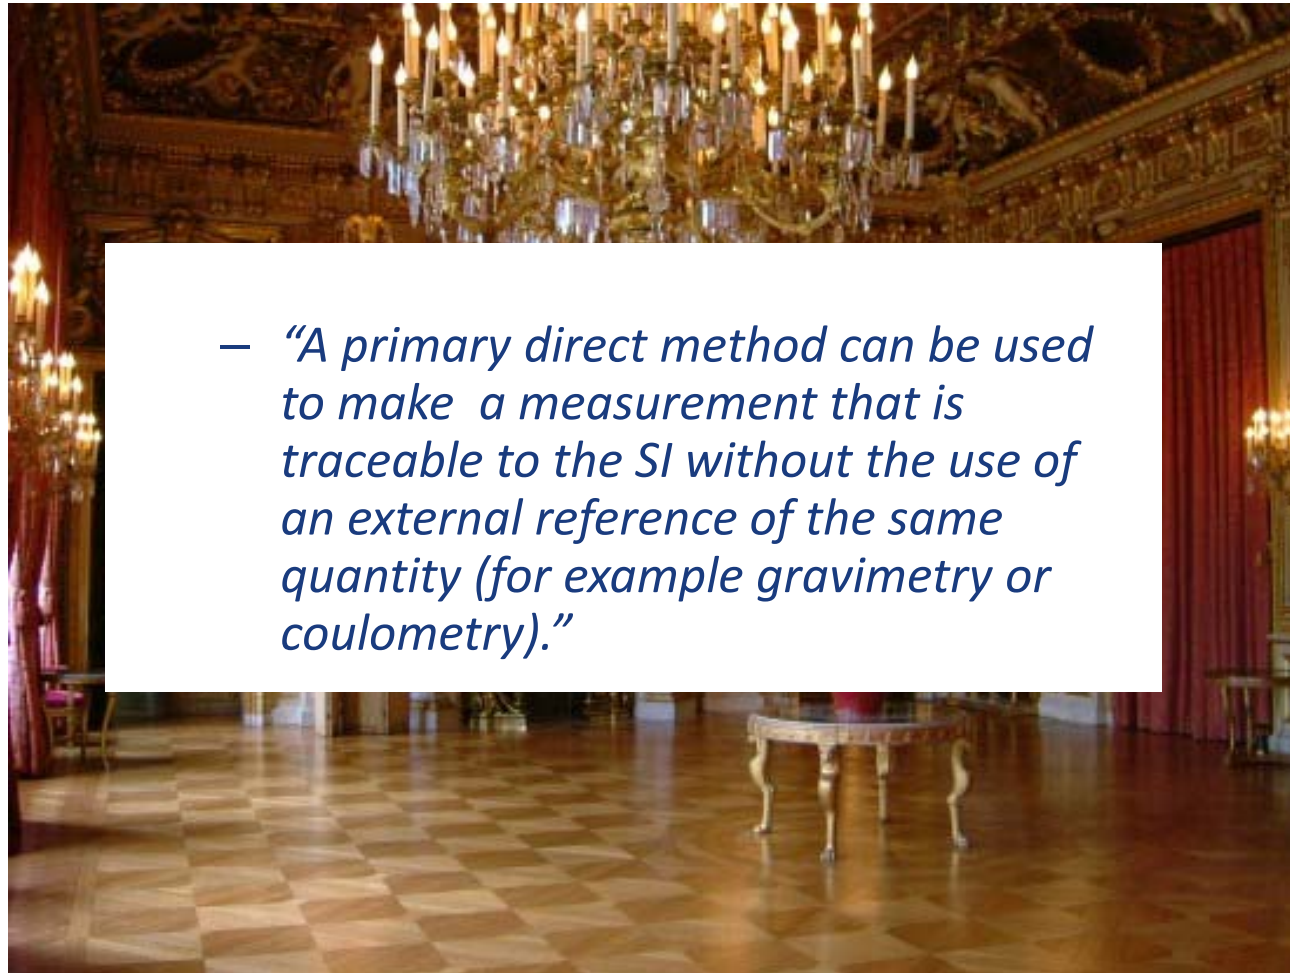 – “A primary direct method can be used
to make  a measurement that is
traceable to the SI without the use of
an external reference of the same
quantity (for example gravimetry or
coulometry).”